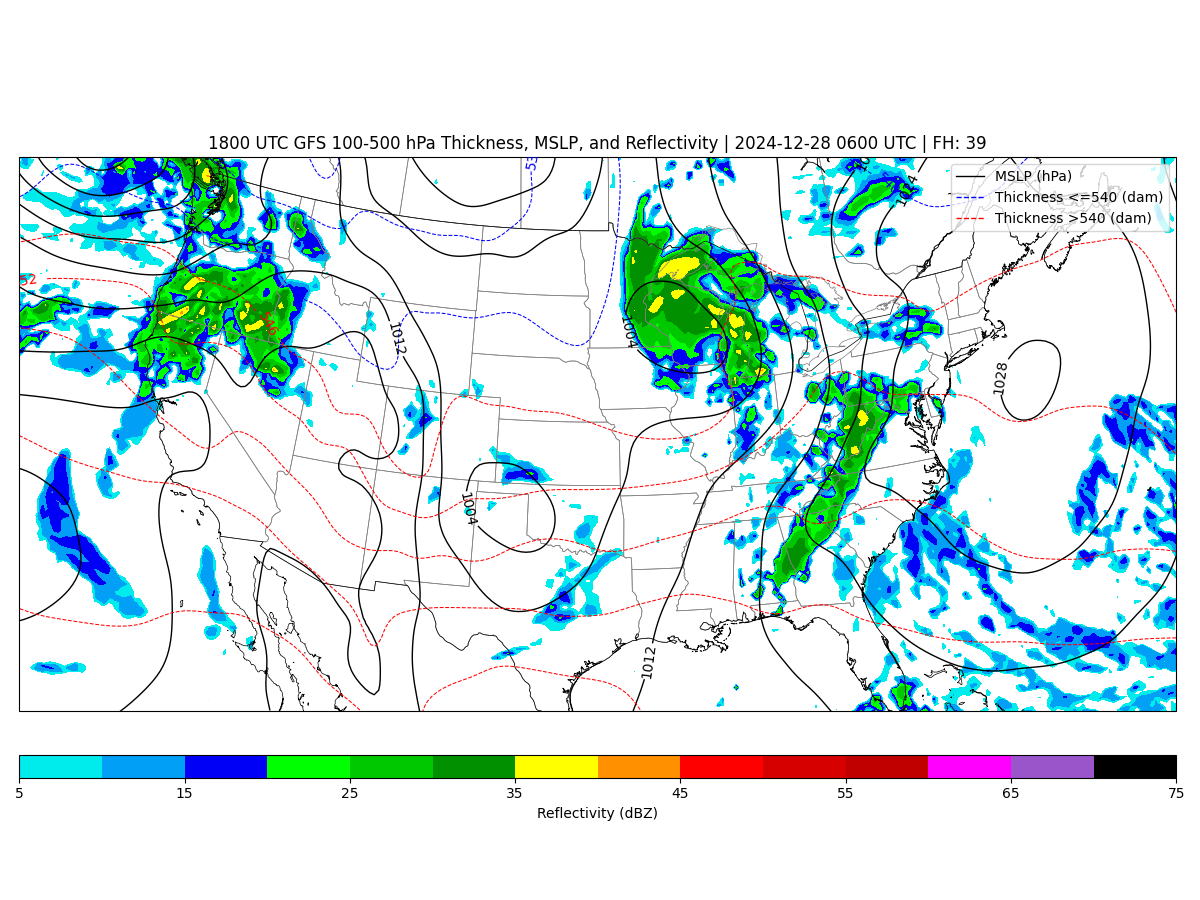 1800 UTC GFS 100-500 hPa Thickness, MSLP, and Reflectivity | 2024-12-28 0600 UTC | FH: 39
MSLP (hPa)
Thickness <=540 (dam)
Thickness >540 (dam)
1004
1012
1028
1004
1012
5 15 25 35 45 55 65 75
Reflectivity (dBZ)